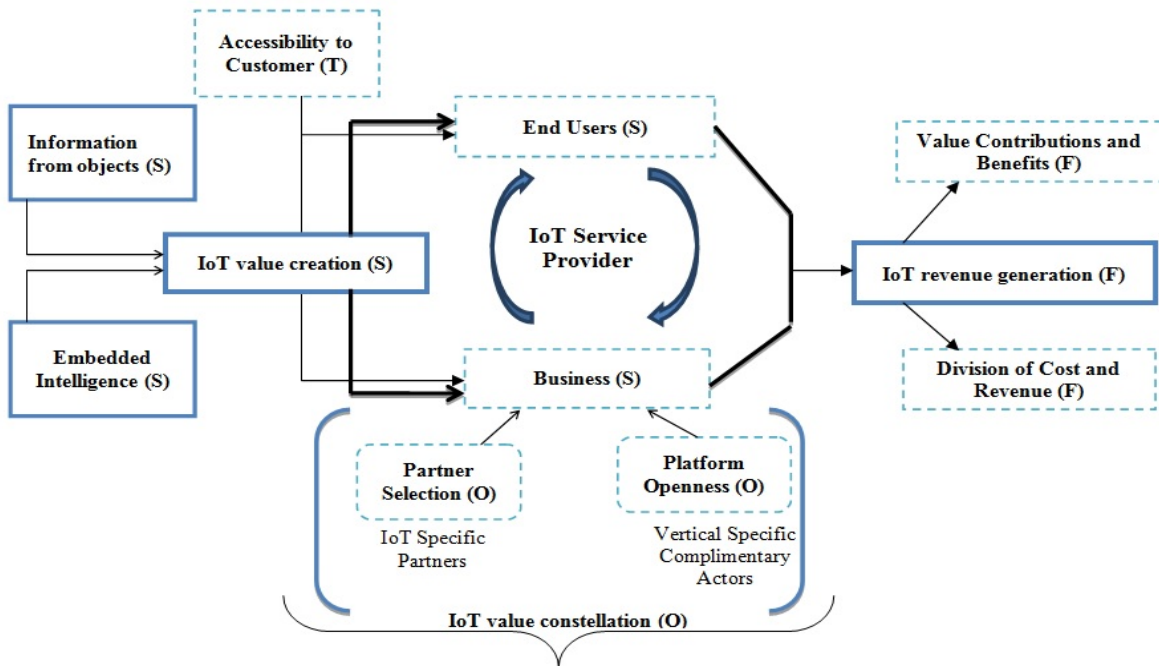 Accessibility to
Customer (T)
Information
from objects (S)
End Users (S)
Value Contributions and
Benefits (F)
IoT Service
Provider
IoT value creation (S)
IoT revenue generation (F)
Embedded
Intelligence (S)
Business (S)
Division of Cost and
Revenue (F)
Partner
Selection (O)
Platform
Openness (O)
IoT Specific
Partners
Vertical Specific
Complimentary
Actors
IoT value constellation (O)